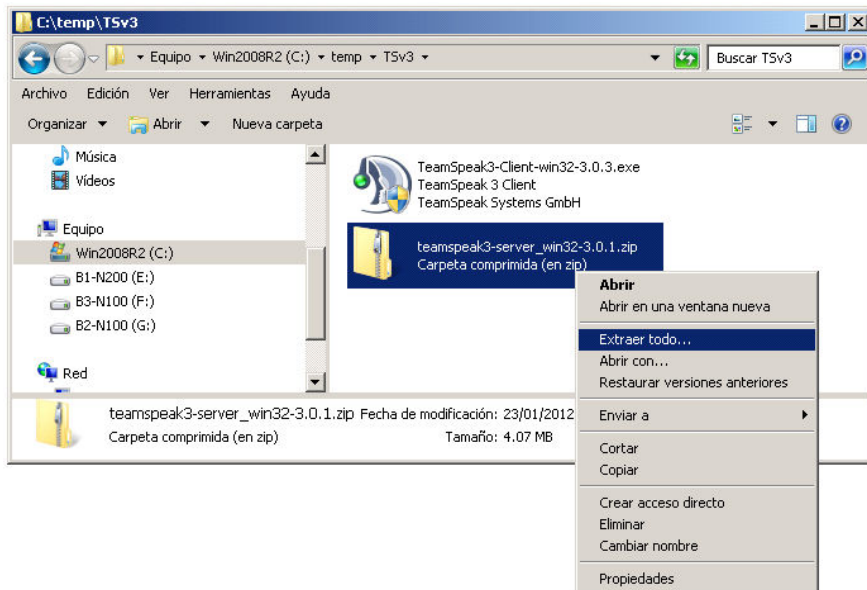 C:\temp\TSv3
Equipo Win2008R2 (C:) temp TSv3
Buscar TSv3
Archivo Edición Ver Herramientas Ayuda
Organizar Abrir Nueva carpeta
Música
Vídeos
Equipo
Win2008R2 (C:)
B1-N200 (E:)
B3-N100 (F:)
B2-N100 (G:)
Red
TeamSpeak3-Client-win32-3.0.3.exe
TeamSpeak 3 Client
TeamSpeak Systems GmbH
teamspeak3-server_win32-3.0.1.zip
Carpeta comprimida (en zip)
Abrir
Abrir en una ventana nueva
Extraer todo...
Abrir con...
Restaurar versiones anteriores
Enviar a
Cortar
Copiar
Crear acceso directo
Eliminar
Cambiar nombre
Propiedades
teamspeak3-server_win32-3.0.1.zip Fecha de modificación: 23/01/2012
Carpeta comprimida (en zip) Tamaño: 4.07 MB